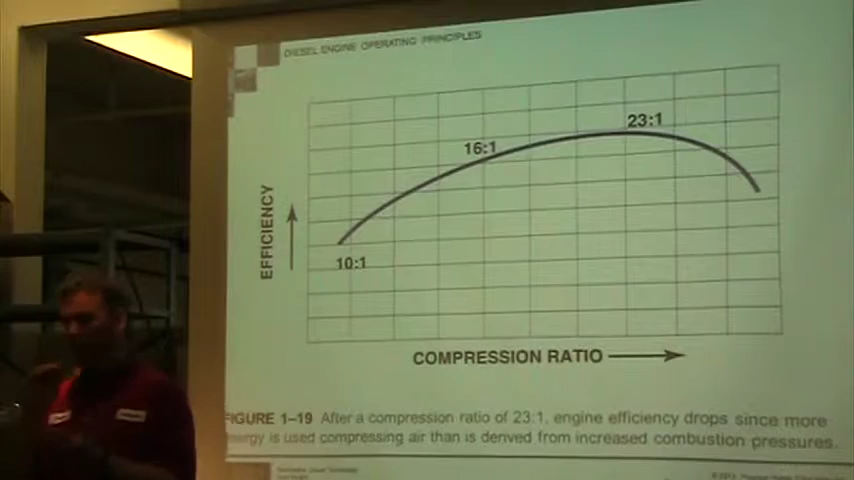 DIESEL ENGINE OPERATING PRINCIPLES
23:1
16:1
10:1
EFFICIENCY
COMPRESSION RATIO
FIGURE 1–19 After a compression ratio of 23:1, engine efficiency drops since more
energy is used compressing air than is derived from increased combustion pressures.